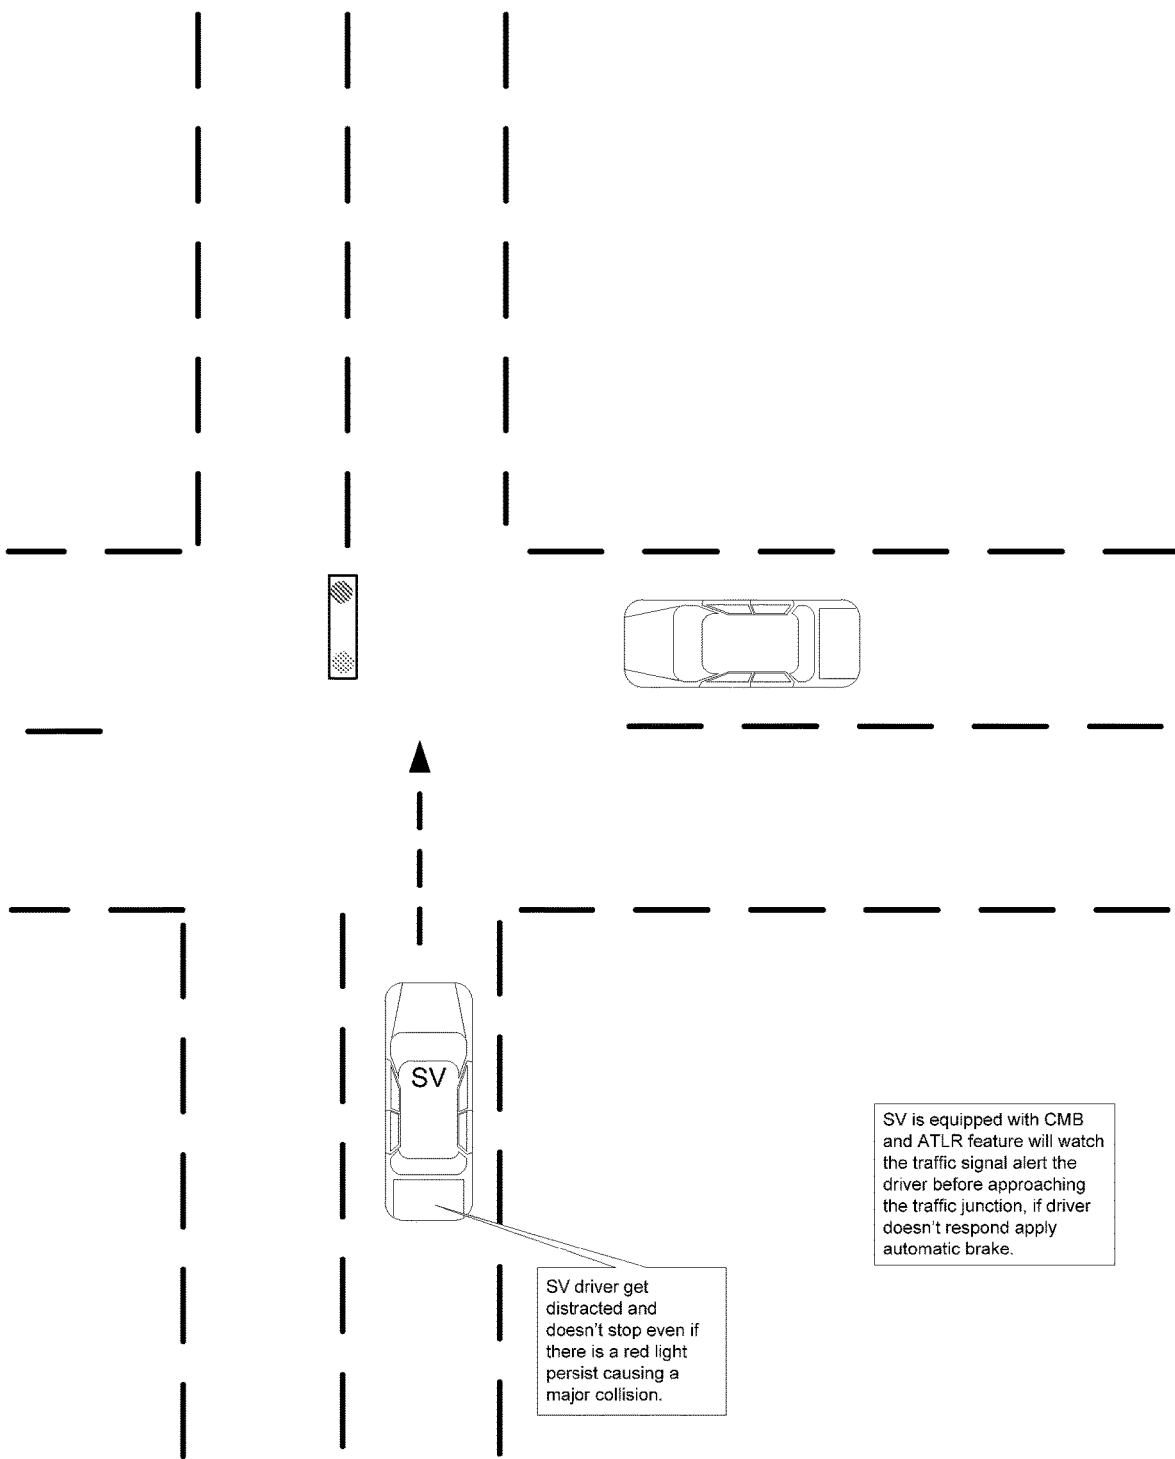 SV
SV is equipped with CMB
and ATLR feature will watch
the traffic signal alert the
driver before approaching
the traffic junction, if driver
doesn't respond apply
automatic brake.
SV driver get
distracted and
doesn't stop even if
there is a red light
persist causing a
major collision.